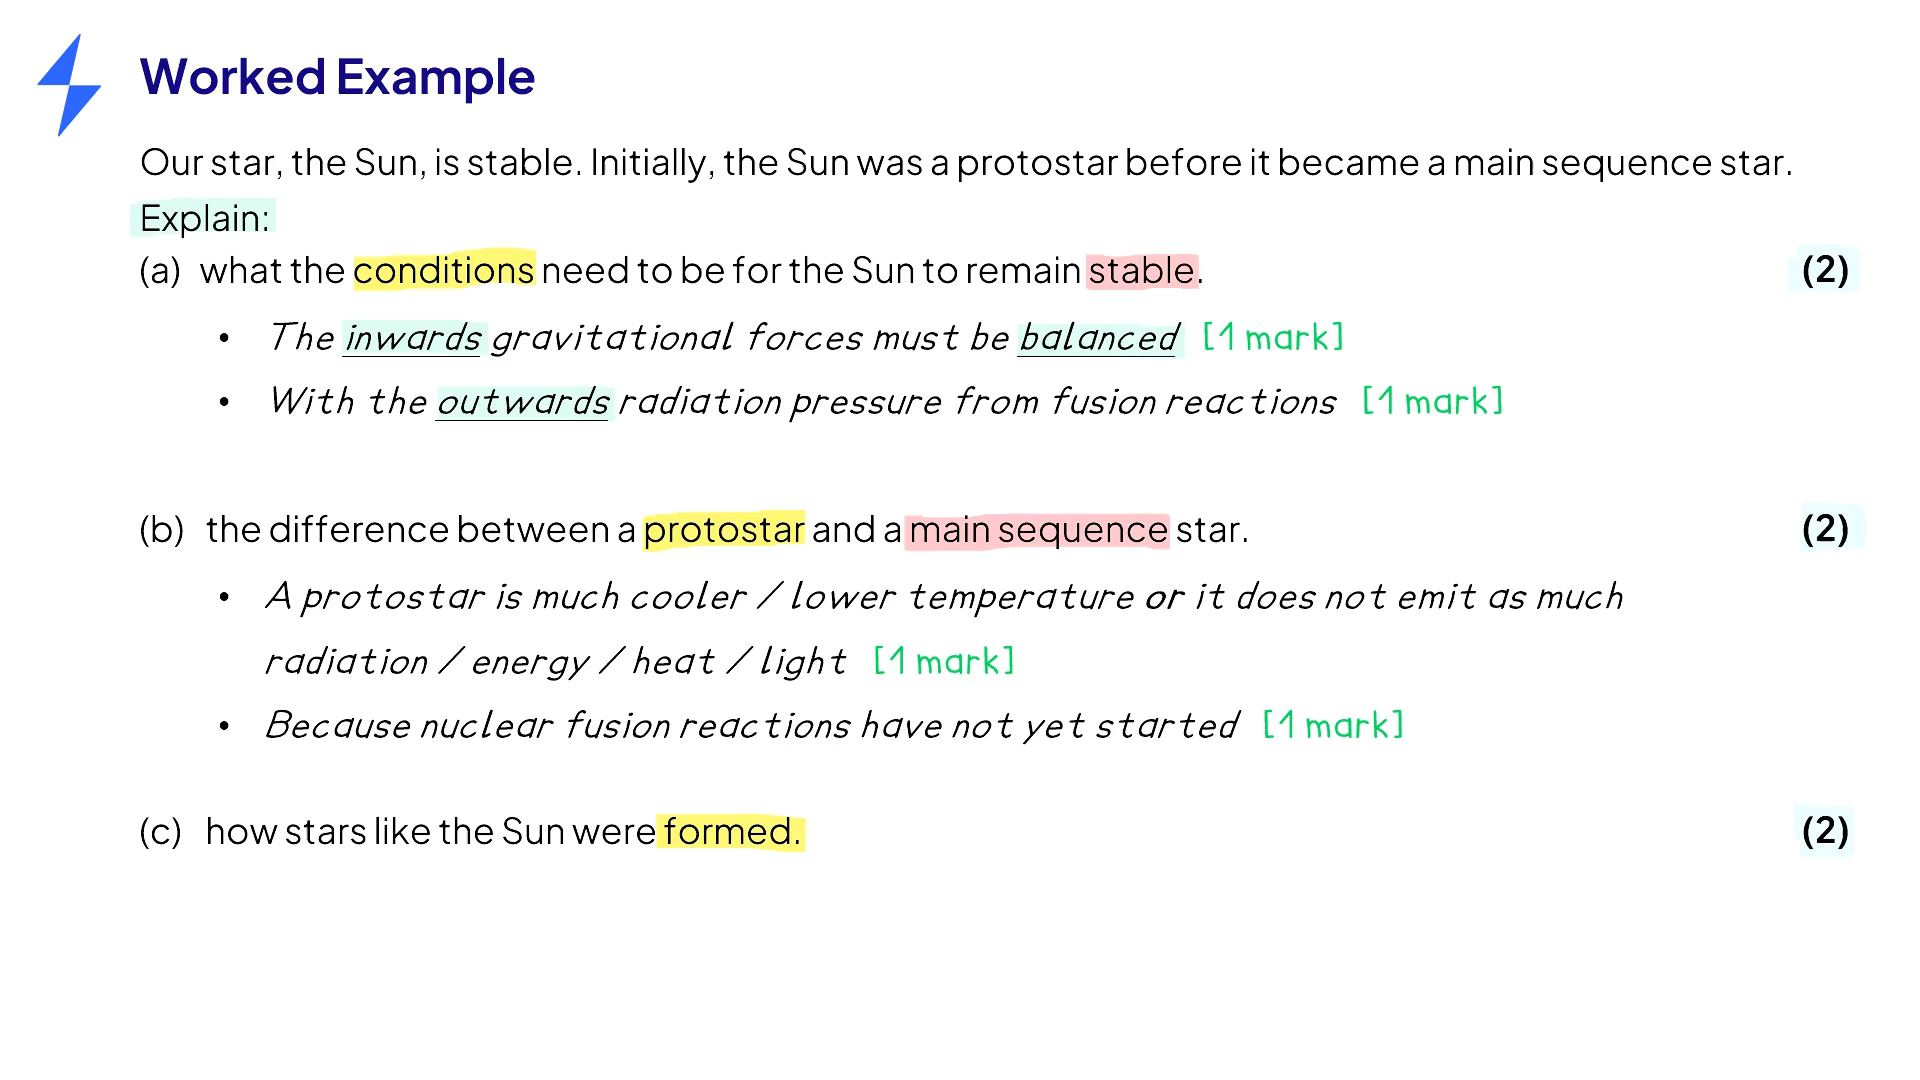 Worked Example
Our star, the Sun, is stable. Initially, the Sun was a protostar before it became a main sequence star.
Explain:
(a) what the conditions need to be for the Sun to remain stable. (2)
• The inwards gravitational forces must be balanced [1 mark]
• With the outwards radiation pressure from fusion reactions [1 mark]
(b) the difference between a protostar and a main sequence star. (2)
• A protostar is much cooler / lower temperature or it does not emit as much
radiation / energy / heat / light [1 mark]
• Because nuclear fusion reactions have not yet started [1 mark]
(c) how stars like the Sun were formed. (2)